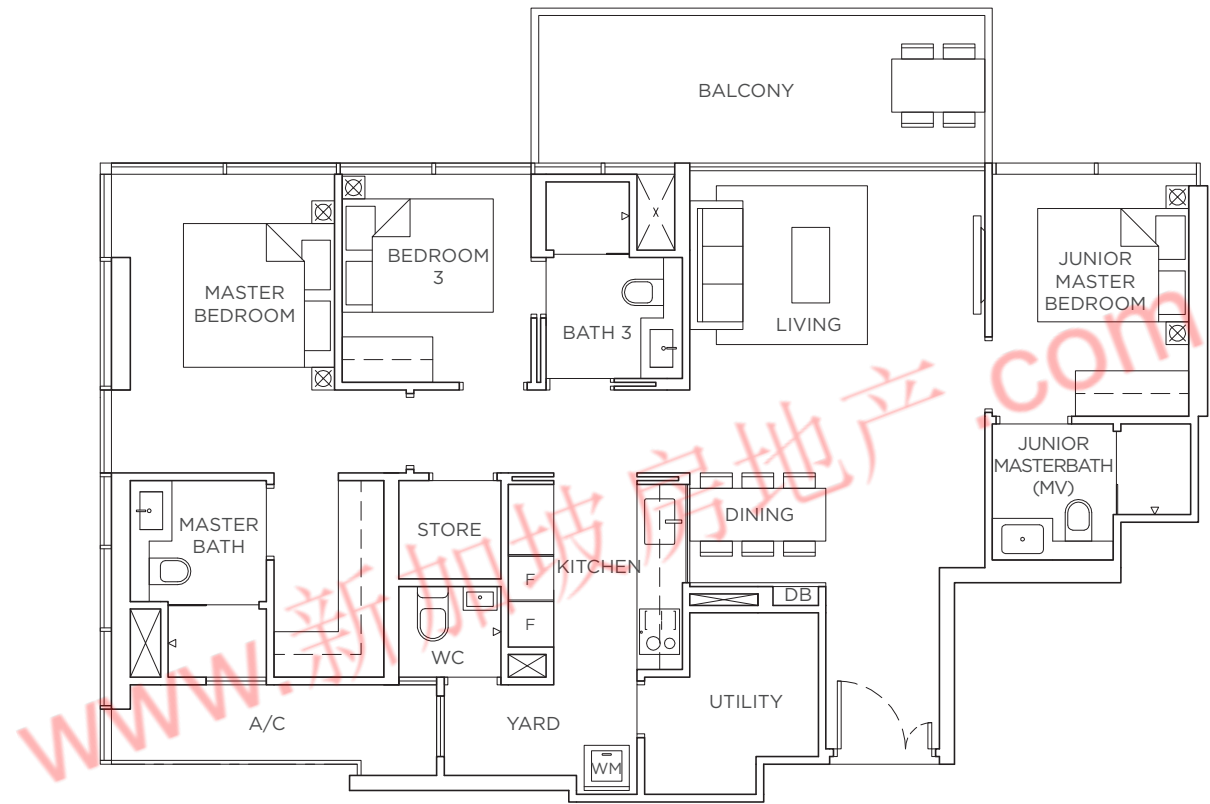 BALCONY
MASTER
BEDROOM
BEDROOM
3
BATH 3
LIVING
JUNIOR
MASTER
BEDROOM
JUNIOR
MASTERBATH
(MV)
MASTER
BATH
STORE
KITCHEN
DINING
F
F
DB
WC
A/C
YARD
UTILITY
WM
X
www.新加坡房地产.com